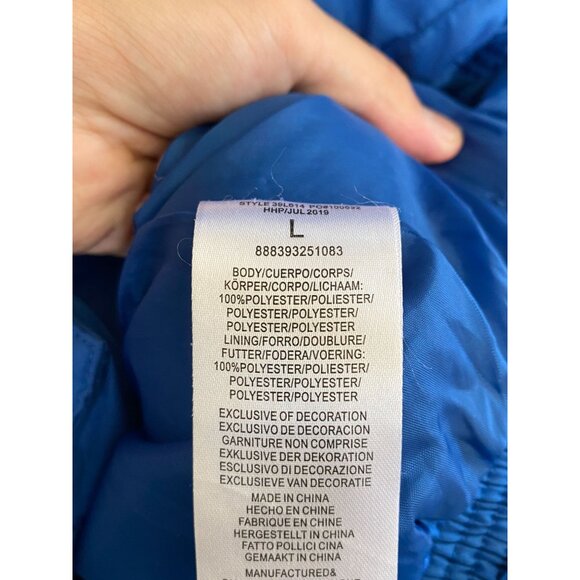 STYLE 39L614
HHP/JUL 2019
L
888393251083
BODY/CUERPO/CORPS/
KÖRPER/CORPO/LICHAAM:
100%POLYESTER/POLIESTER/
POLYESTER/POLYESTER/
POLYESTER/POLYESTER
LINING/FORRO/DOUBLURE/
FUTTER/FODERA/VOERING:
100%POLYESTER/POLIESTER/
POLYESTER/POLYESTER/
POLYESTER/POLYESTER
EXCLUSIVE OF DECORATION
EXCLUSIVO DE DECORACION
GARNITURE NON COMPRISE
EXKLUSIVE DER DEKORATION
ESCLUSIVO DI DECORAZIONE
EXCLUSIEVE VAN DECORATIE
MADE IN CHINA
HECHO EN CHINE
FABRIQUE EN CHINE
HERGESTELLT IN CHINA
FATTO POLLICI CINA
GEMAAKT IN CHINA
MANUFACTURED&